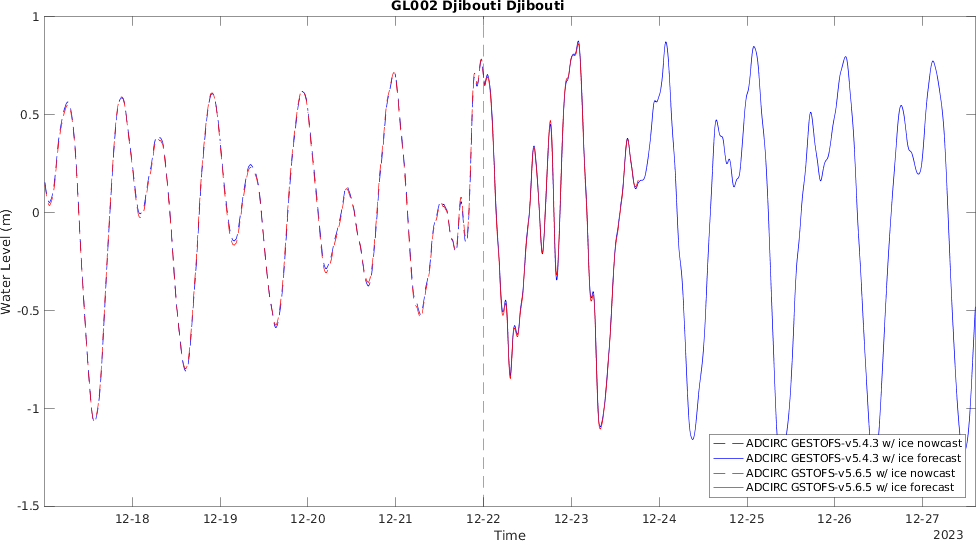 GL002 Djibouti Djibouti
1
0.5
0
-0.5
-1
-1.5
Water Level (m)
ADCIRC GESTOFS-v5.4.3 w/ ice nowcast
ADCIRC GESTOFS-v5.4.3 w/ ice forecast
ADCIRC GSTOFS-v5.6.5 w/ ice nowcast
ADCIRC GSTOFS-v5.6.5 w/ ice forecast
12-18 12-19 12-20 12-21 12-22 12-23 12-24 12-25 12-26 12-27
Time
2023